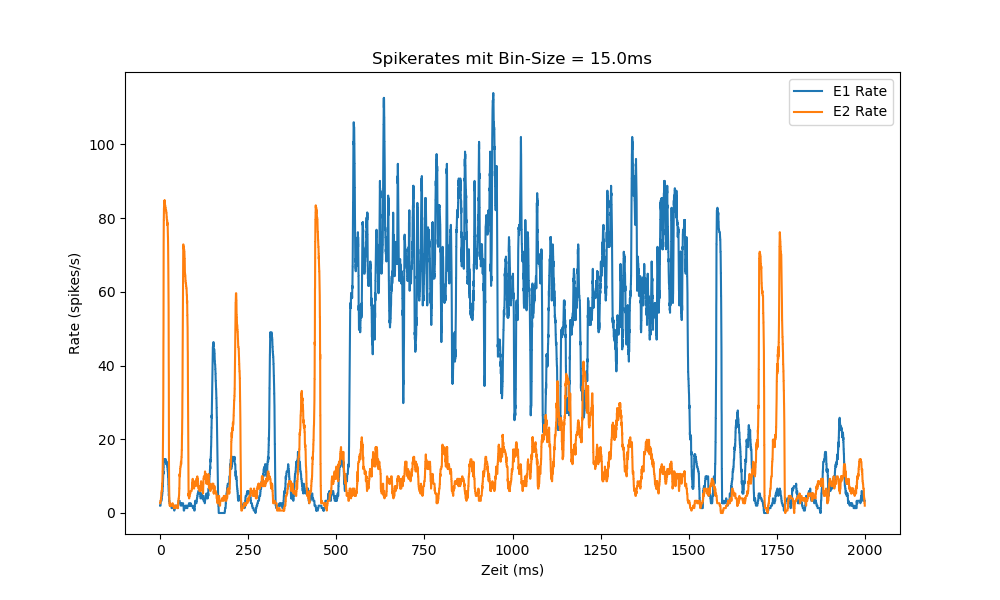 Spikerates mit Bin-Size = 15.0ms
E1 Rate
E2 Rate
Rate (spikes/s)
100
80
60
40
20
0
0 250 500 750 1000 1250 1500 1750 2000
Zeit (ms)